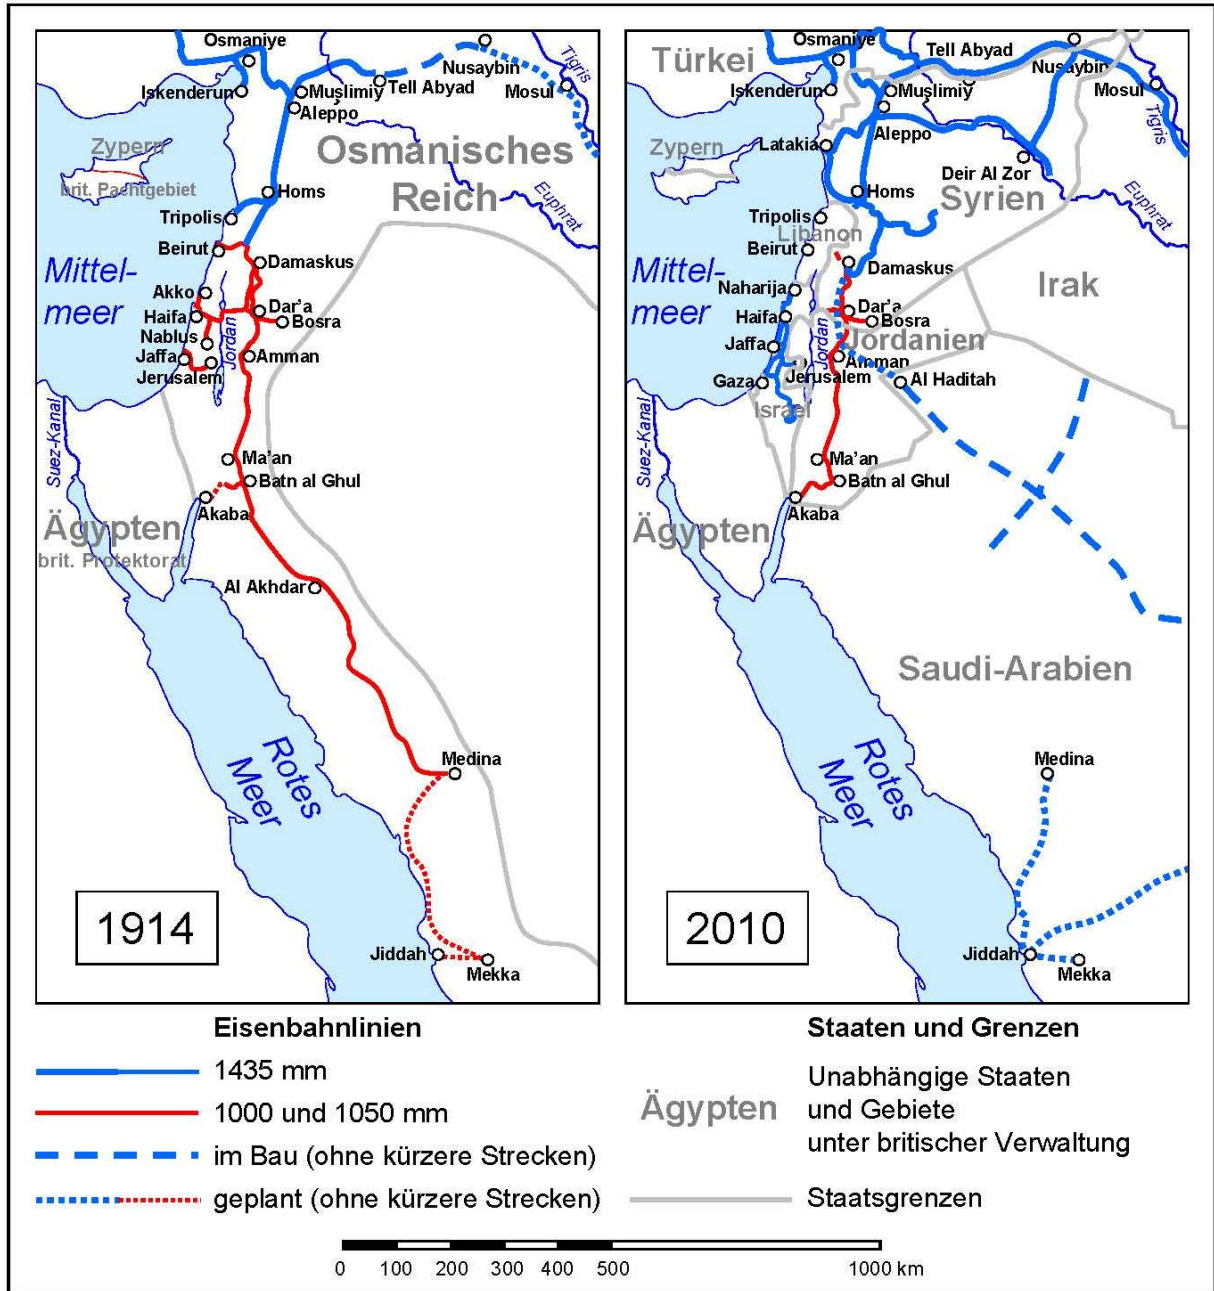 Osmaniye
Nusaybin
Tigris
Iskenderun
Muslimiy
Tell Abyad
Mosul
Aleppo
Zypern
brit. Pachtgebiet
Osmanisches
Reich
Homs
Euphrat
Tripolis
Beirut
Damaskus
Mittel-
meer
Akko
Haifa
Dar'a
Bosra
Nablus
Jaffa
Jordan
Amman
Jerusalem
Suez-Kanal
Ma'an
Batn al Ghul
Akaba
Ägypten
brit. Protektorat
Al Akhdar
Rotes
Meer
Medina
1914
Jiddah
Mekka
Türkei
Osmaniye
Tell Abyad
Nusaybin
Iskenderun
Muslimiy
Mosul
Tigris
Aleppo
Latakia
Zypern
Deir Al Zor
Homs
Syrien
Euphrat
Tripolis
Libanon
Beirut
Mittel-
meer
Damaskus
Naharija
Irak
Haifa
Dar'a
Bosra
Jordan
Jordanien
Jaffa
Amman
Jerusalem
Gaza
Al Haditah
Israel
Suez-Kanal
Ma'an
Batn al Ghul
Akaba
Ägypten
Saudi-Arabien
Rotes
Meer
Medina
2010
Jiddah
Mekka
Eisenbahnlinien
1435 mm
1000 und 1050 mm
im Bau (ohne kürzere Strecken)
geplant (ohne kürzere Strecken)
Staaten und Grenzen
Ägypten
Unabhängige Staaten
und Gebiete
unter britischer Verwaltung
Staatsgrenzen
0 100 200 300 400 500 1000 km